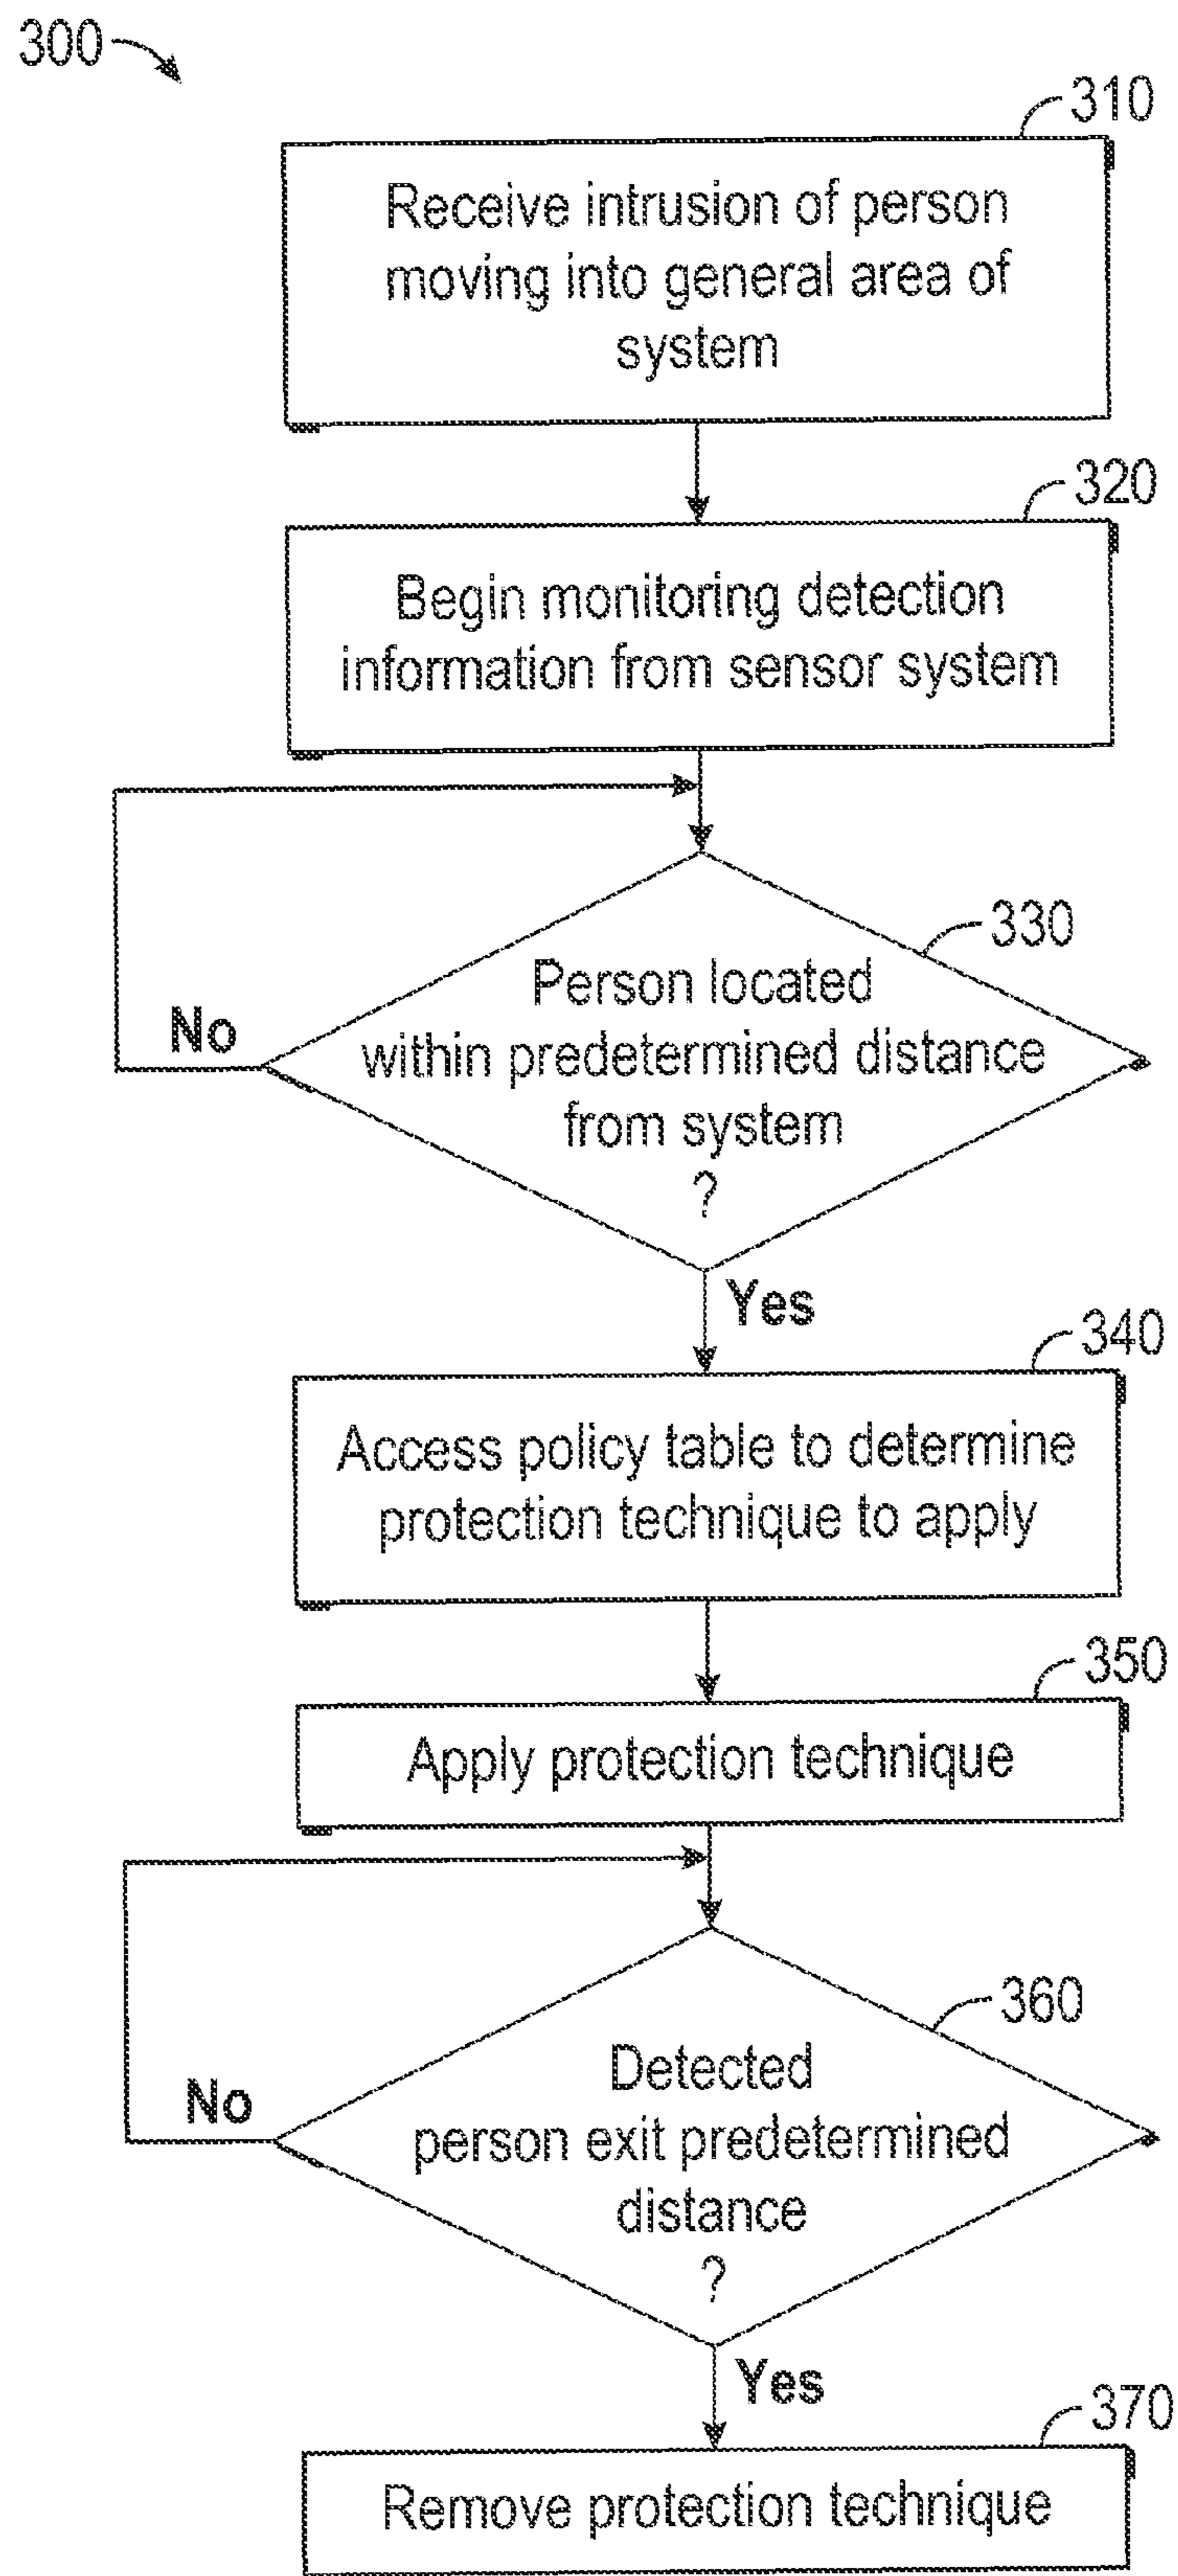 300
310
Receive intrusion of person
moving into general area of
system
320
Begin monitoring detection
information from sensor system
330
Person located
within predetermined distance
from system
?
No
Yes
340
Access policy table to determine
protection technique to apply
350
Apply protection technique
360
Detected
person exit predetermined
distance
?
No
Yes
370
Remove protection technique